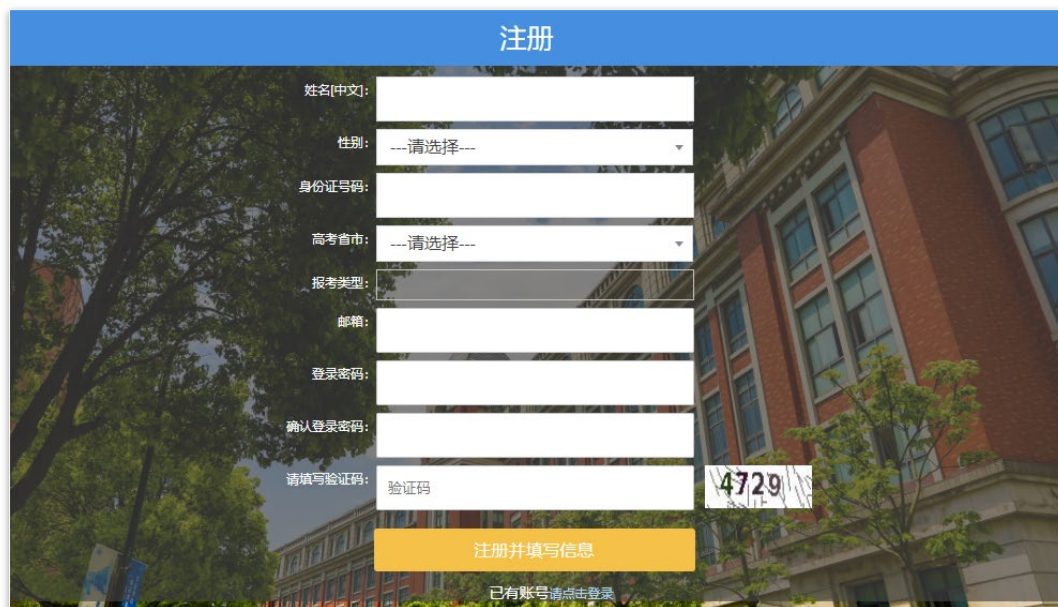 注册
姓名[中文]:
性别: ---请选择---
身份证号码:
高考省市: ---请选择---
报考类型:
邮箱:
登录密码:
确认登录密码:
请填写验证码: 验证码 4729
注册并填写信息
已有账号请点击登录